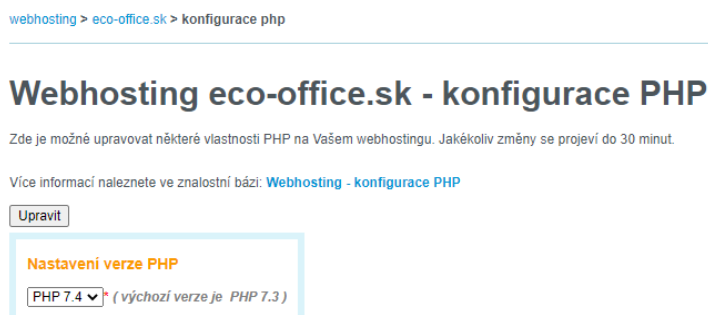 webhosting > eco-office.sk > konfigurace php
Webhosting eco-office.sk - konfigurace PHP
Zde je možné upravovat některé vlastnosti PHP na Vašem webhostingu. Jakékoliv změny se projeví do 30 minut.
Více informací naleznete ve znalostní bázi: Webhosting - konfigurace PHP
Upravit
Nastavení verze PHP
PHP 7.4 * ( výchozí verze je PHP 7.3 )